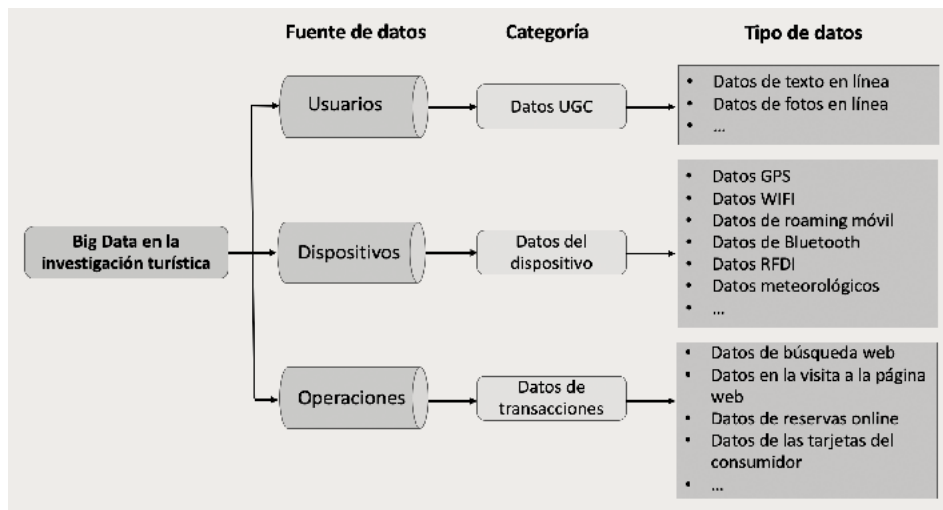 Fuente de datos
Categoría
Tipo de datos
Usuarios
Datos UGC
• Datos de texto en línea
• Datos de fotos en línea
• ...
Big Data en la
investigación turística
Dispositivos
Datos del
dispositivo
• Datos GPS
• Datos WIFI
• Datos de roaming móvil
• Datos de Bluetooth
• Datos RFDI
• Datos meteorológicos
• ...
Operaciones
Datos de
transacciones
• Datos de búsqueda web
• Datos en la visita a la página
web
• Datos de reservas online
• Datos de las tarjetas del
consumidor
• ...